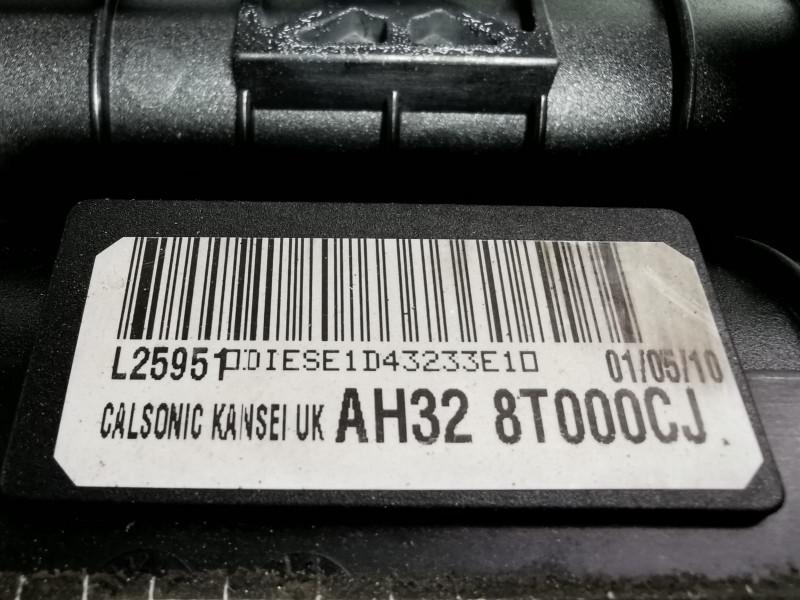 L25951 DIESE1D43233E10 01/05/10
CALSONIC KANSEI UK AH32 8T000CJ